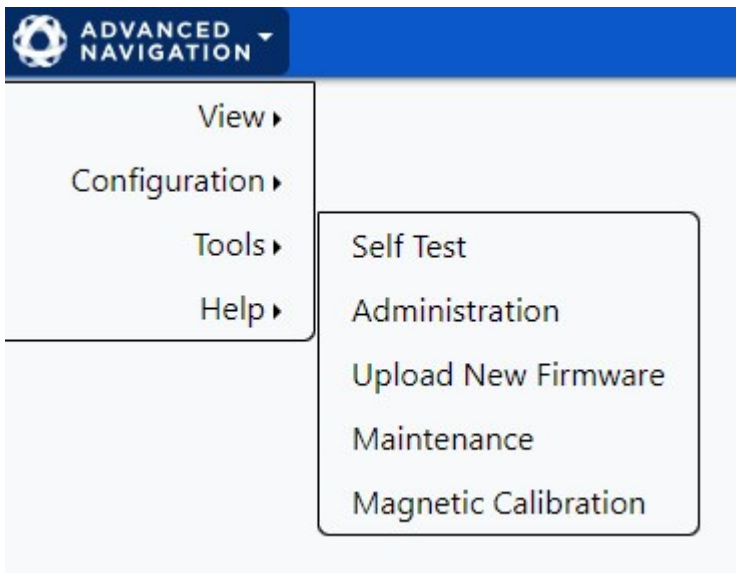 ADVANCED
NAVIGATION
View
Configuration
Tools
Help
Self Test
Administration
Upload New Firmware
Maintenance
Magnetic Calibration